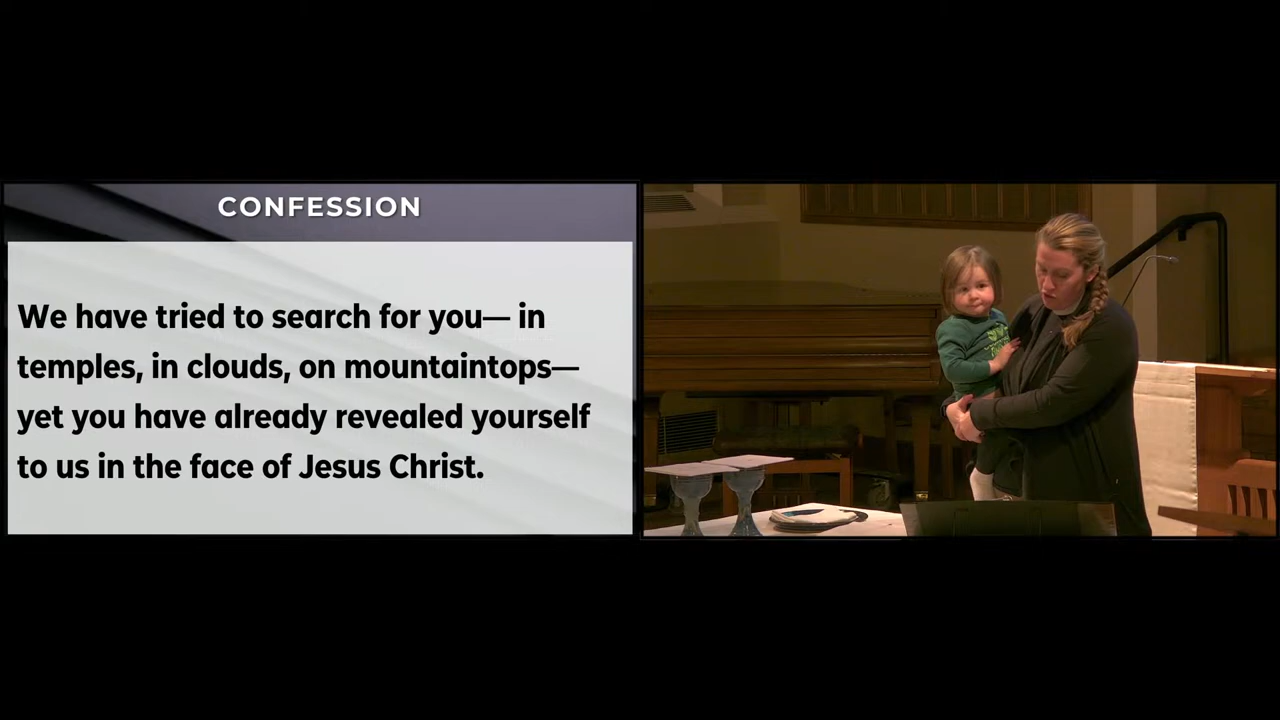 CONFESSION
We have tried to search for you— in
temples, in clouds, on mountaintops—
yet you have already revealed yourself
to us in the face of Jesus Christ.